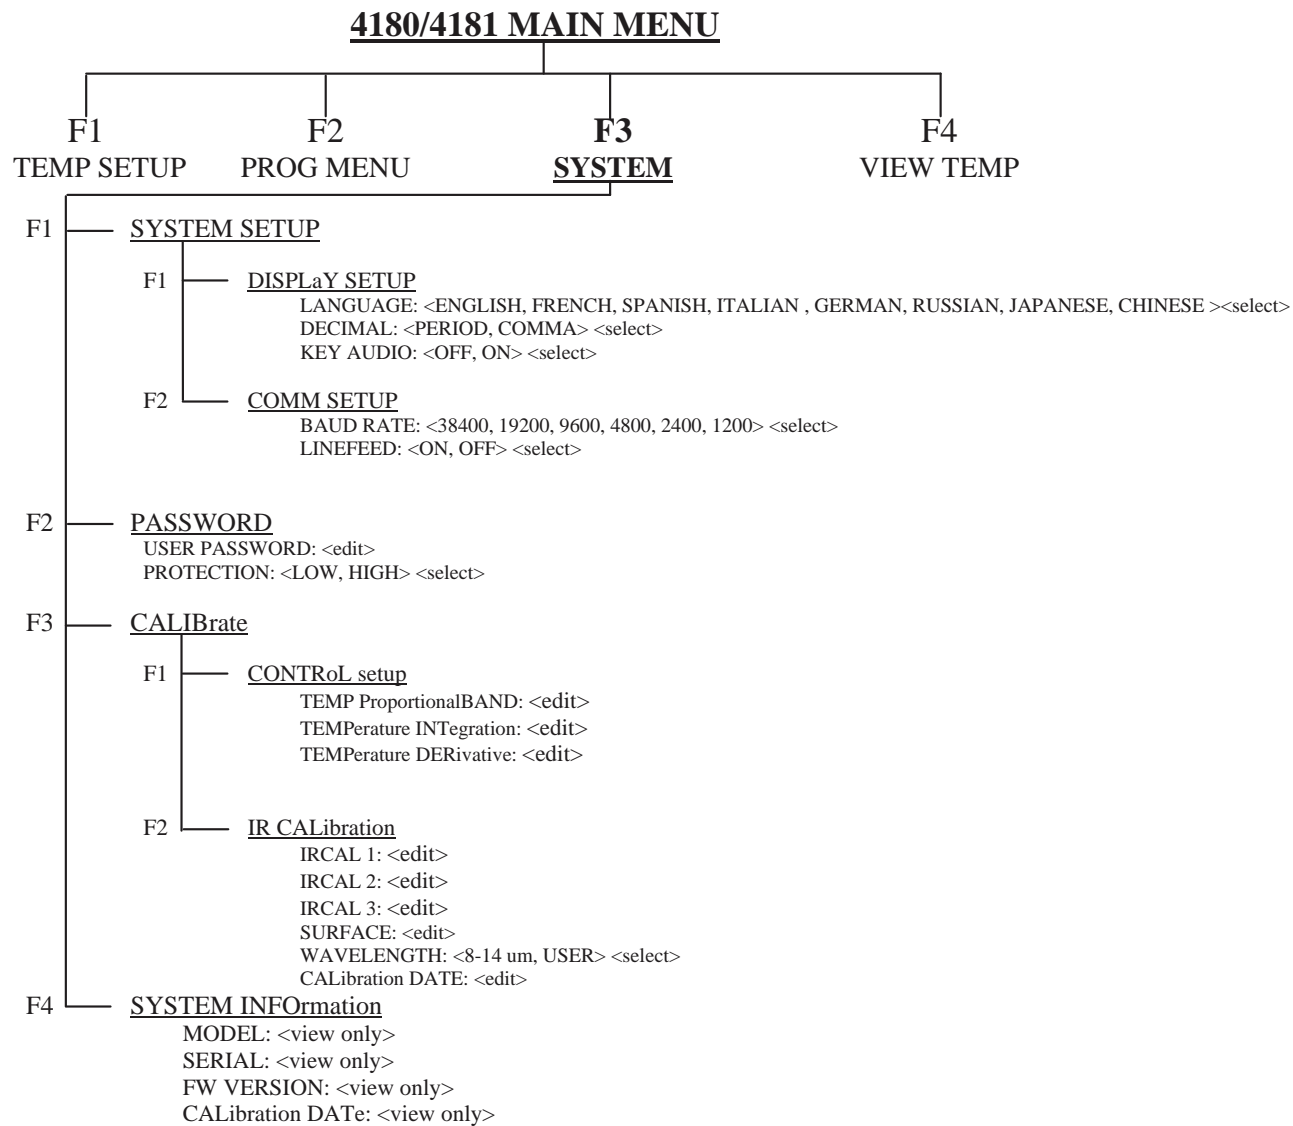 4180/4181 MAIN MENU
F1 F2 F3 F4
TEMP SETUP PROG MENU SYSTEM VIEW TEMP
F1 SYSTEM SETUP
F1 DISPLaY SETUP
LANGUAGE: <ENGLISH, FRENCH, SPANISH, ITALIAN , GERMAN, RUSSIAN, JAPANESE, CHINESE ><select>
DECIMAL: <PERIOD, COMMA> <select>
KEY AUDIO: <OFF, ON> <select>
F2 COMM SETUP
BAUD RATE: <38400, 19200, 9600, 4800, 2400, 1200> <select>
LINEFEED: <ON, OFF> <select>
F2 PASSWORD
USER PASSWORD: <edit>
PROTECTION: <LOW, HIGH> <select>
F3 CALIBrate
F1 CONTRoL setup
TEMP ProportionalBAND: <edit>
TEMPerature INTegration: <edit>
TEMPerature DERivative: <edit>
F2 IR CALibration
IRCAL 1: <edit>
IRCAL 2: <edit>
IRCAL 3: <edit>
SURFACE: <edit>
WAVELENGTH: <8-14 um, USER> <select>
CALibration DATE: <edit>
F4 SYSTEM INFOrmation
MODEL: <view only>
SERIAL: <view only>
FW VERSION: <view only>
CALibration DATe: <view only>